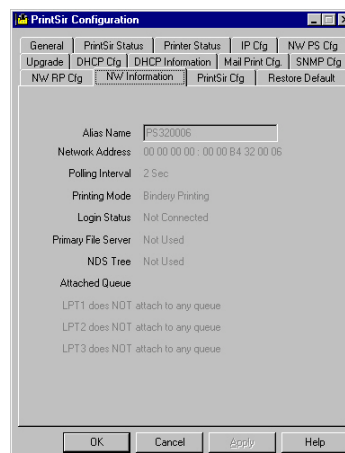 PrintSir Configuration
General PrintSir Status Printer Status IP Cfg NW PS Cfg
Upgrade DHCP Cfg DHCP Information Mail Print Cfg. SNMP Cfg
NW RP Cfg NW Information PrintSir Cfg Restore Default
Alias Name PS320006
Network Address 00 00 00 00 : 00 00 B4 32 00 06
Polling Interval 2 Sec
Printing Mode Bindery Printing
Login Status Not Connected
Primary File Server Not Used
NDS Tree Not Used
Attached Queue
LPT1 does NOT attach to any queue
LPT2 does NOT attach to any queue
LPT3 does NOT attach to any queue
OK Cancel Apply Help